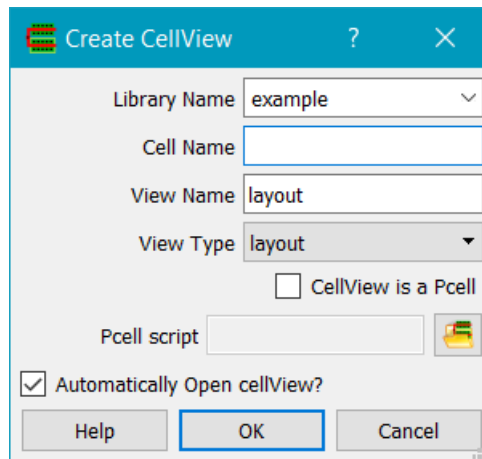 Create CellView ?
Library Name example
Cell Name
View Name layout
View Type layout
CellView is a Pcell
Pcell script
Automatically Open cellView?
Help OK Cancel